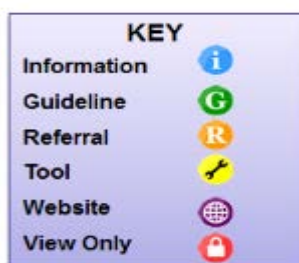 KEY
Information i
Guideline G
Referral R
Tool
Website
View Only